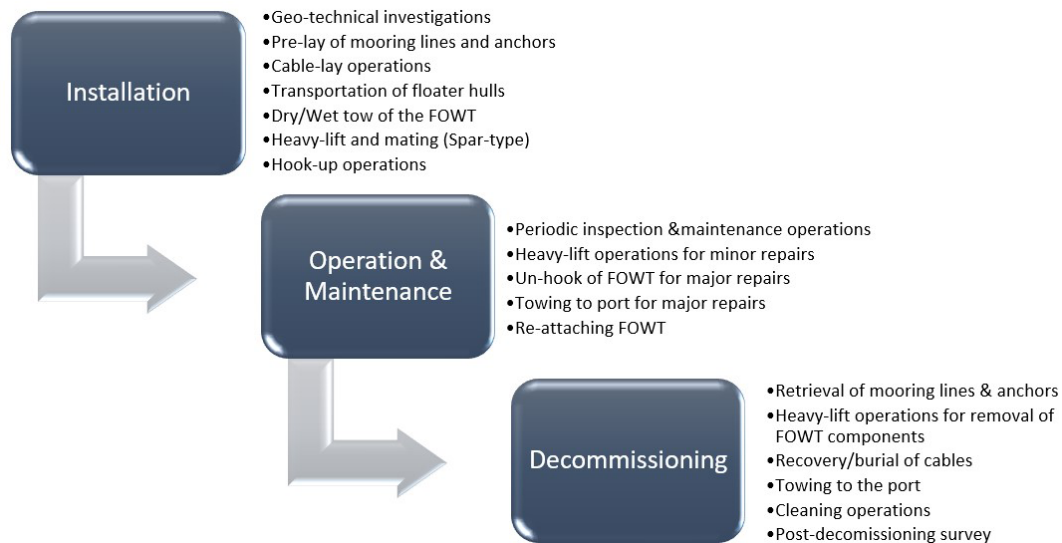 Installation
•Geo-technical investigations
•Pre-lay of mooring lines and anchors
•Cable-lay operations
•Transportation of floater hulls
•Dry/Wet tow of the FOWT
•Heavy-lift and mating (Spar-type)
•Hook-up operations
Operation &
Maintenance
•Periodic inspection &maintenance operations
•Heavy-lift operations for minor repairs
•Un-hook of FOWT for major repairs
•Towing to port for major repairs
•Re-attaching FOWT
Decommissioning
•Retrieval of mooring lines & anchors
•Heavy-lift operations for removal of
FOWT components
•Recovery/burial of cables
•Towing to the port
•Cleaning operations
•Post-decomissioning survey